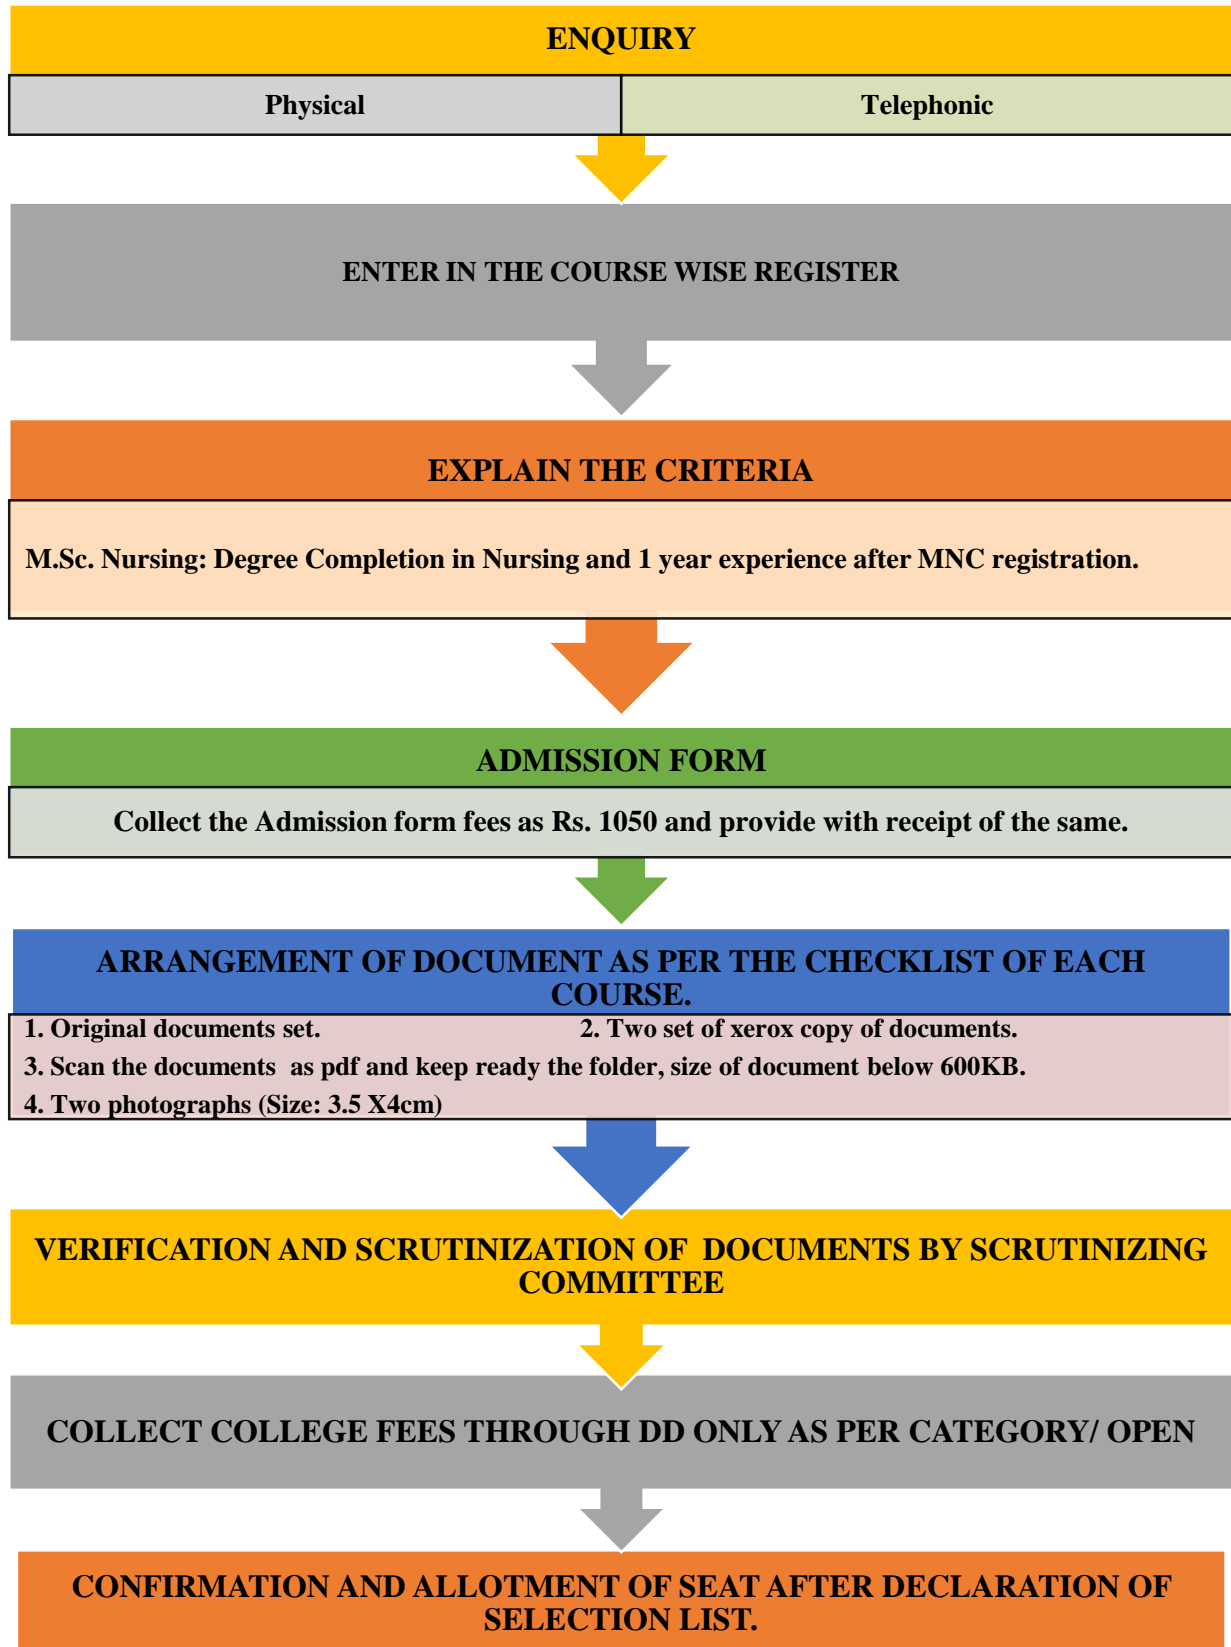 ENQUIRY
Physical
Telephonic
ENTER IN THE COURSE WISE REGISTER
EXPLAIN THE CRITERIA
M.Sc. Nursing: Degree Completion in Nursing and 1 year experience after MNC registration.
ADMISSION FORM
Collect the Admission form fees as Rs. 1050 and provide with receipt of the same.
ARRANGEMENT OF DOCUMENT AS PER THE CHECKLIST OF EACH
COURSE.
1. Original documents set. 2. Two set of xerox copy of documents.
3. Scan the documents as pdf and keep ready the folder, size of document below 600KB.
4. Two photographs (Size: 3.5 X4cm)
VERIFICATION AND SCRUTINIZATION OF DOCUMENTS BY SCRUTINIZING
COMMITTEE
COLLECT COLLEGE FEES THROUGH DD ONLY AS PER CATEGORY/ OPEN
CONFIRMATION AND ALLOTMENT OF SEAT AFTER DECLARATION OF
SELECTION LIST.